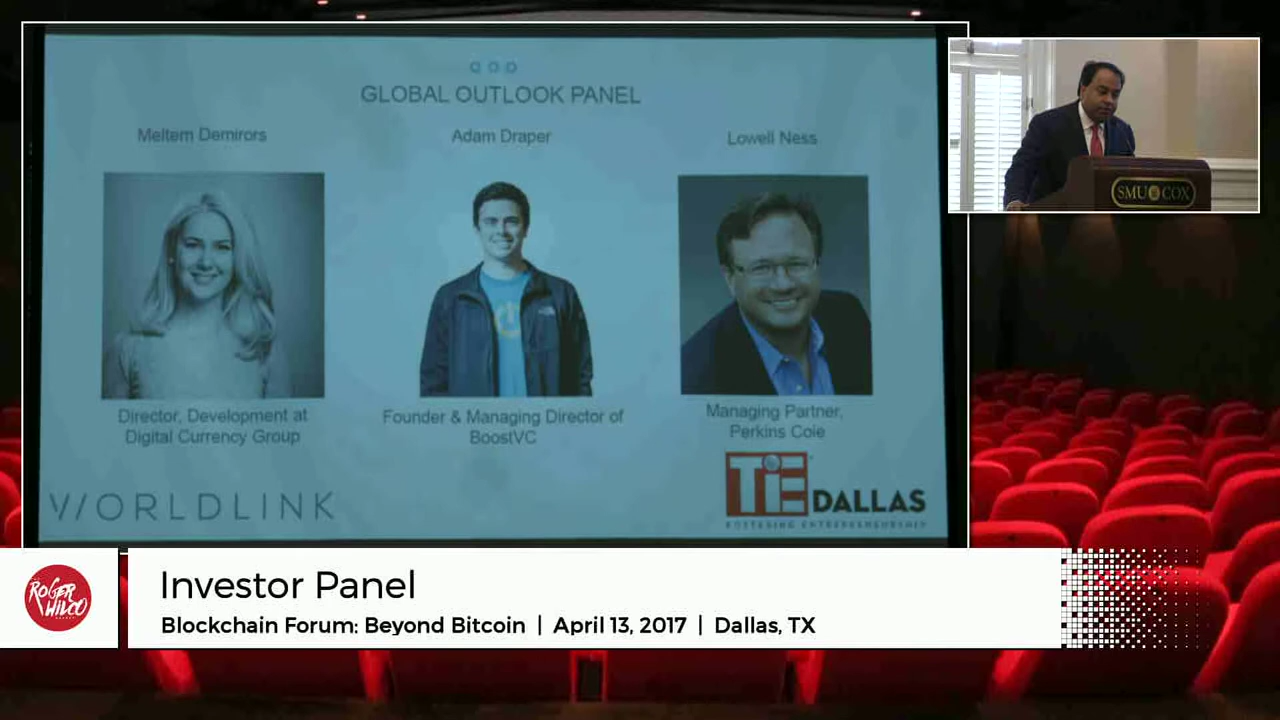 GLOBAL OUTLOOK PANEL
Meltem Demirors
Adam Draper
Lowell Ness
Director, Development at
Digital Currency Group
Founder & Managing Director of
BoostVC
Managing Partner,
Perkins Coie
WORLDLINK
TiE DALLAS
FOSTERING ENTREPRENEURSHIP
SMU COX
ROGER
WILCO
Investor Panel
Blockchain Forum: Beyond Bitcoin | April 13, 2017 | Dallas, TX